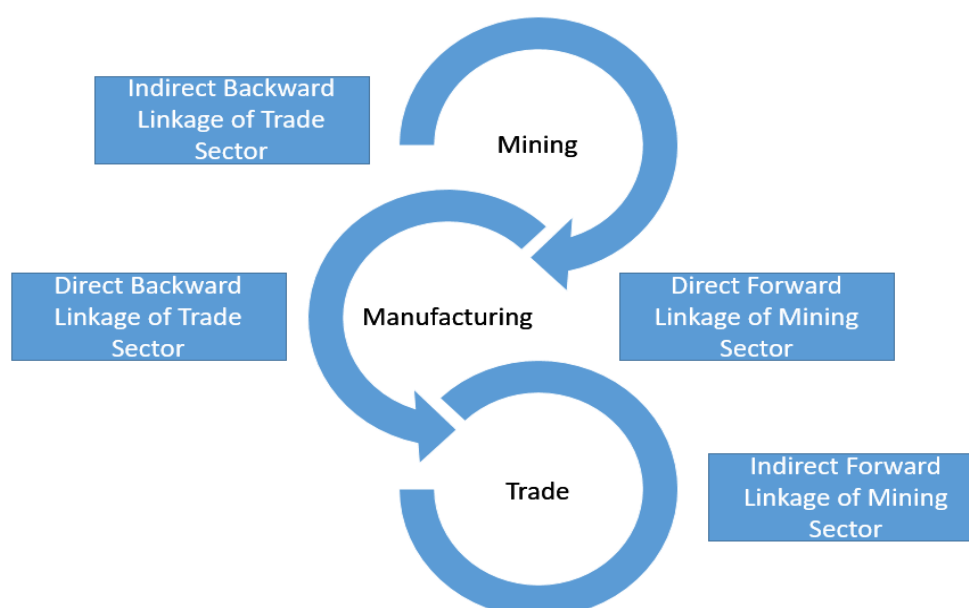 Indirect Backward
Linkage of Trade
Sector
Mining
Direct Backward
Linkage of Trade
Sector
Manufacturing
Direct Forward
Linkage of Mining
Sector
Trade
Indirect Forward
Linkage of Mining
Sector